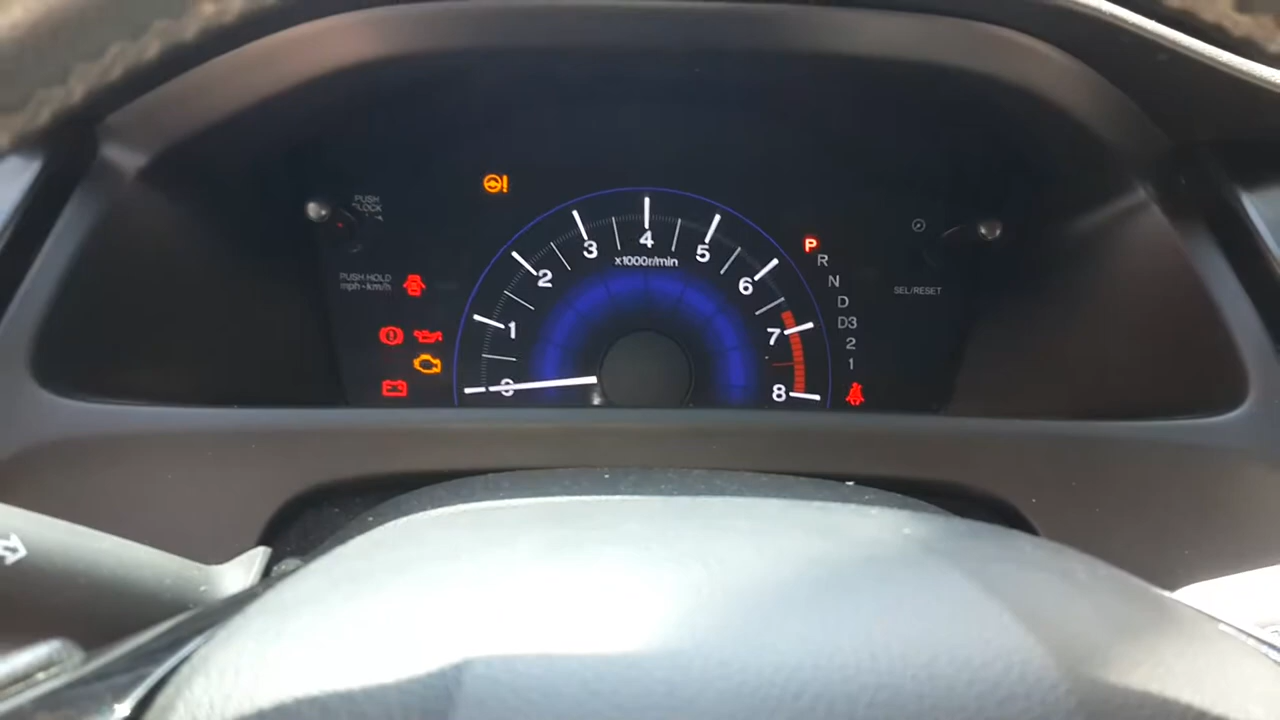 PUSH
CLOCK
PUSH HOLD
mph-km/h
0
1
2
3
4
5
6
7
8
x1000r/min
P
R
N
D
D3
2
1
SEL/RESET